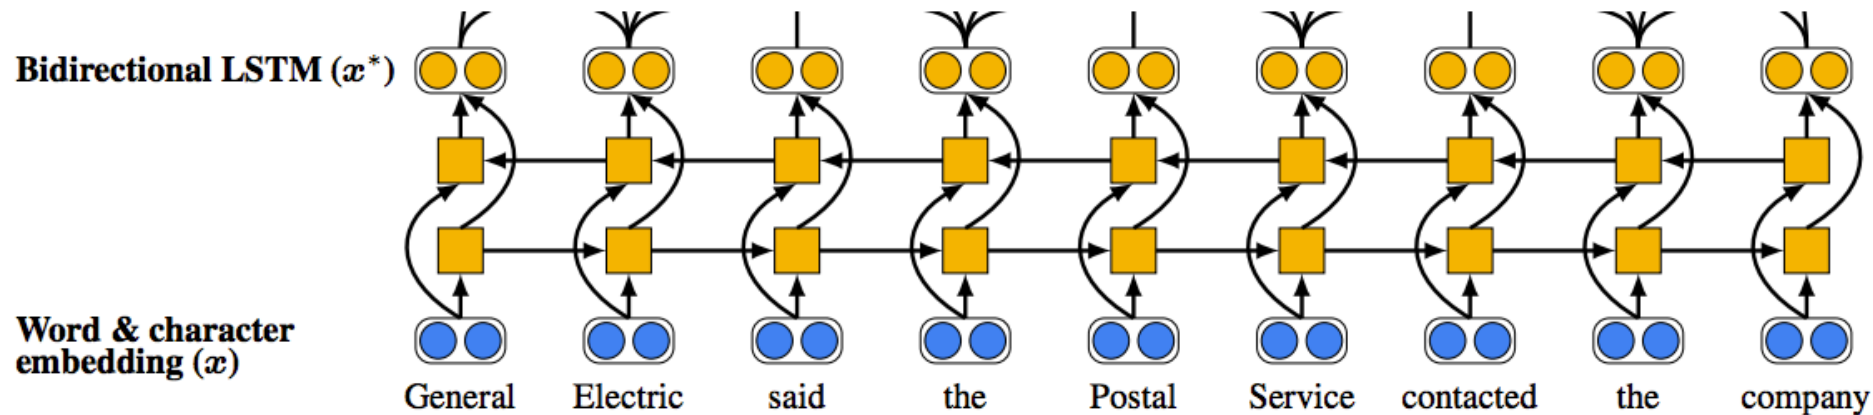 Bidirectional LSTM (x*)
Word & character
embedding (x)
General Electric said the Postal Service contacted the company